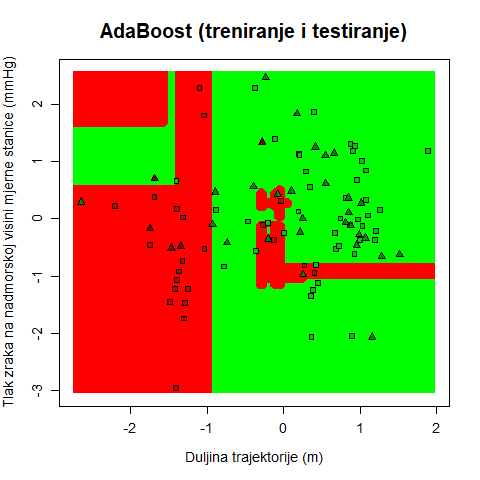 AdaBoost (treniranje i testiranje)
Tlak zraka na nadmorskoj visini mjerne stanice (mmHg)
2
1
0
-1
-2
-3
-2 -1 0 1 2
Duljina trajektorije (m)